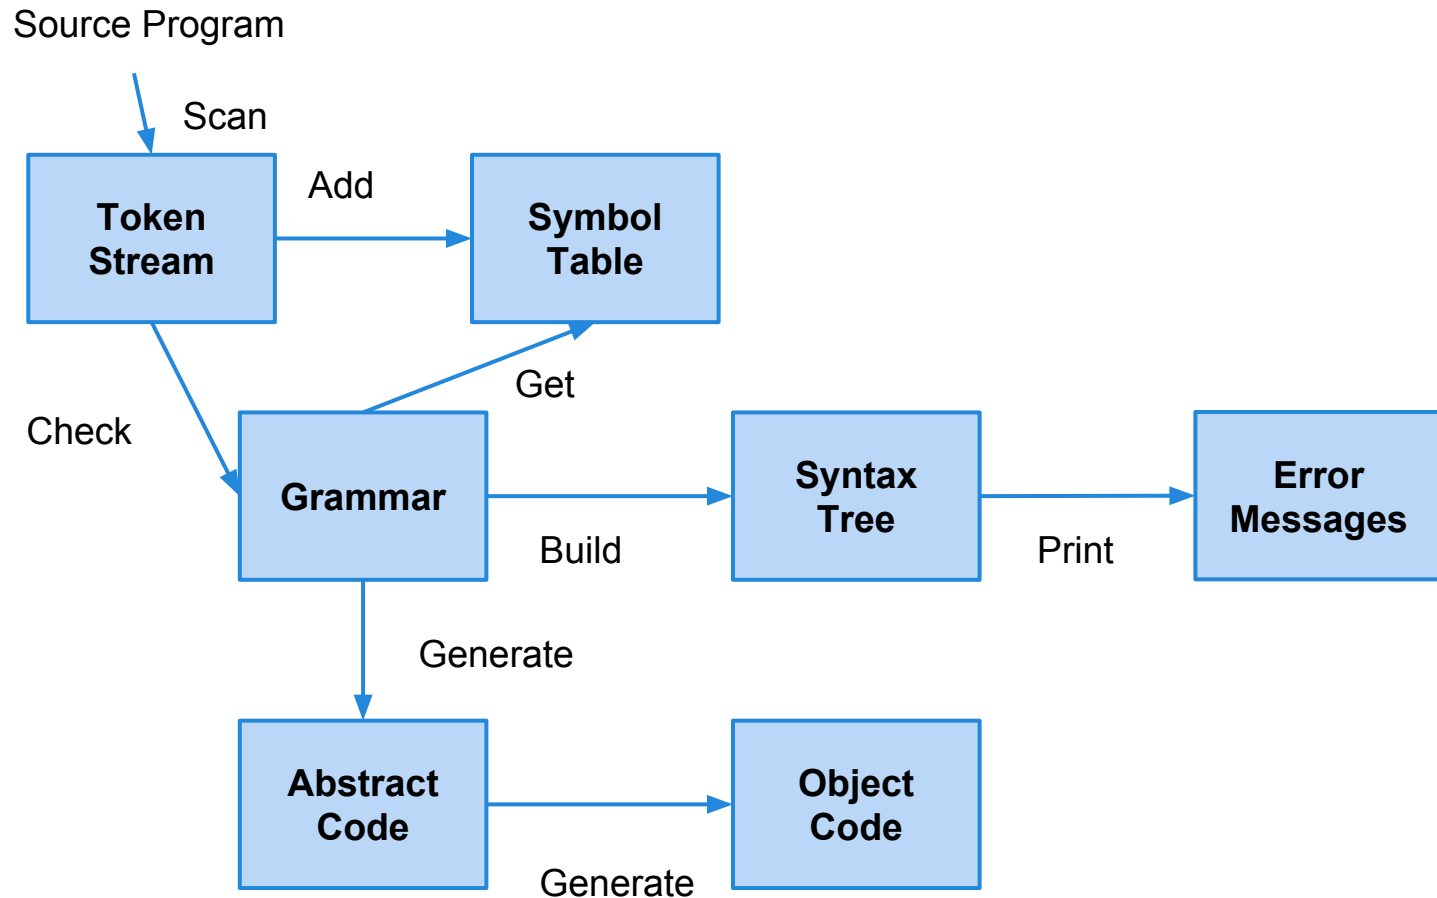 Source Program
Scan
Add
Token
Stream
Symbol
Table
Get
Check
Grammar
Syntax
Tree
Error
Messages
Build
Print
Generate
Abstract
Code
Object
Code
Generate